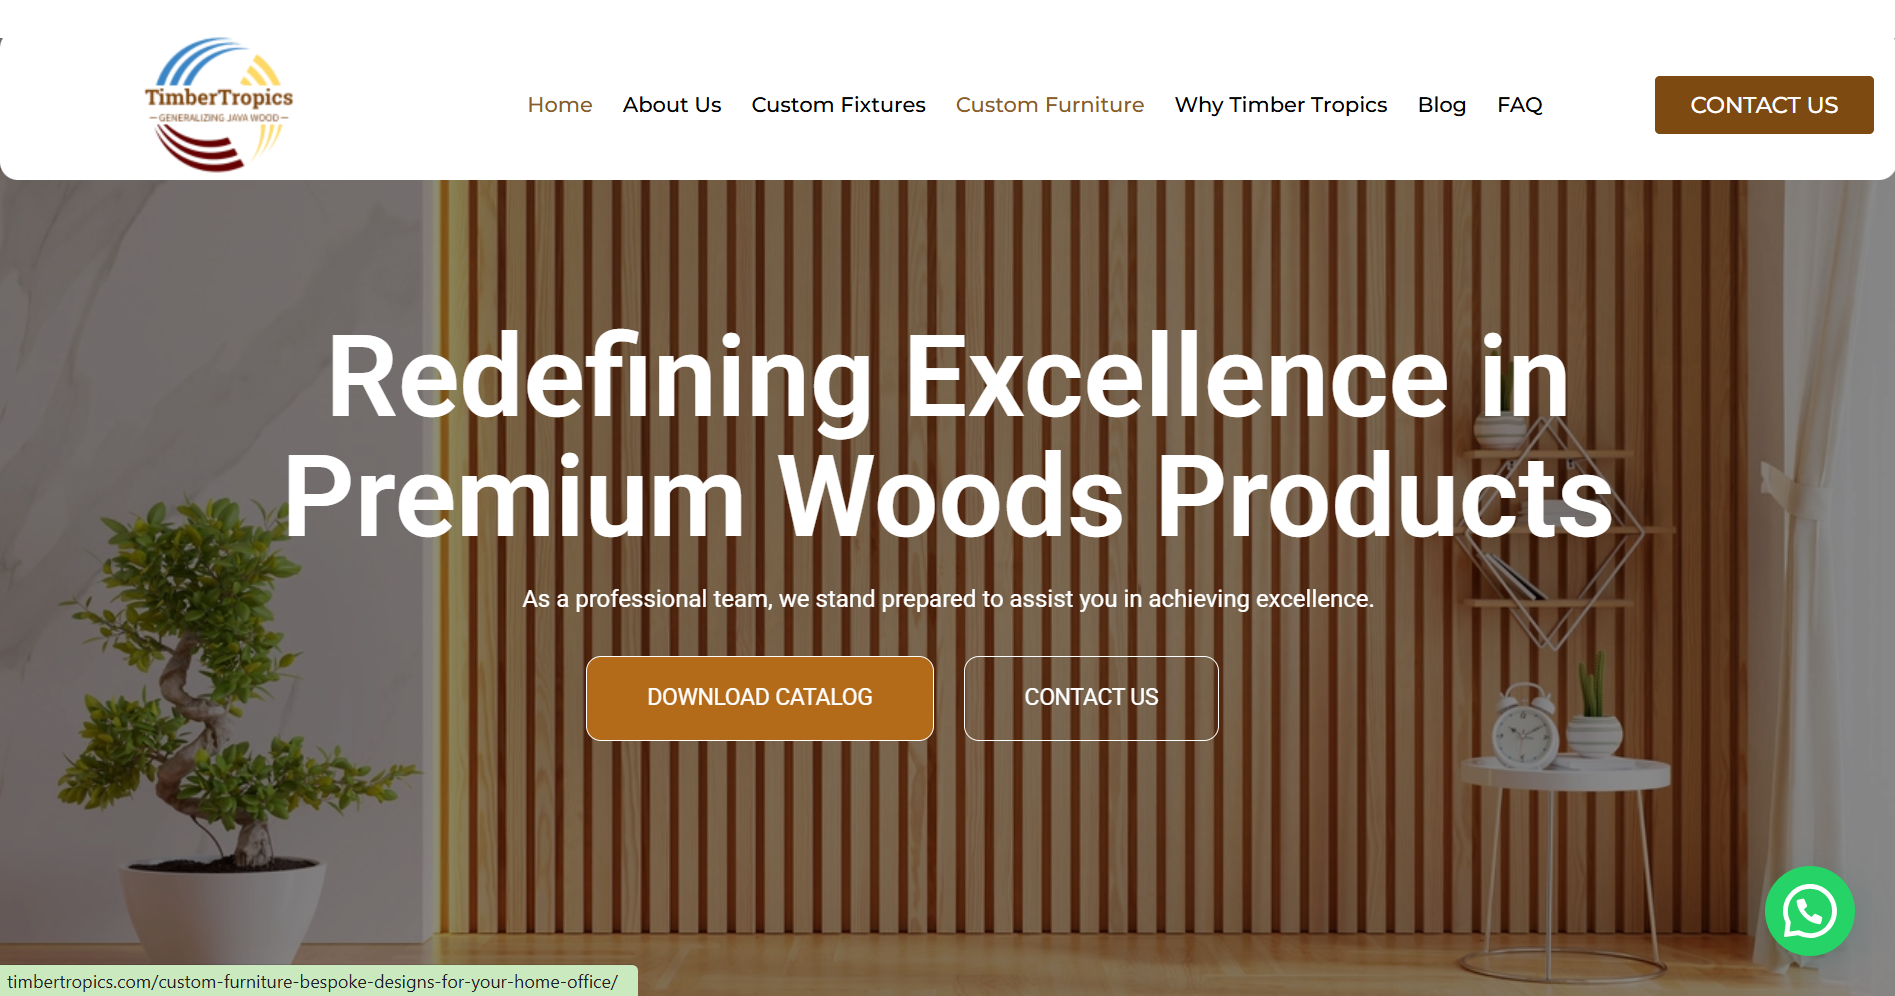 TimberTropics
GENERALIZING JAVA WOOD
Home About Us Custom Fixtures Custom Furniture Why Timber Tropics Blog FAQ
CONTACT US
Redefining Excellence in
Premium Woods Products
As a professional team, we stand prepared to assist you in achieving excellence.
DOWNLOAD CATALOG
CONTACT US
timbertropics.com/custom-furniture-bespoke-designs-for-your-home-office/